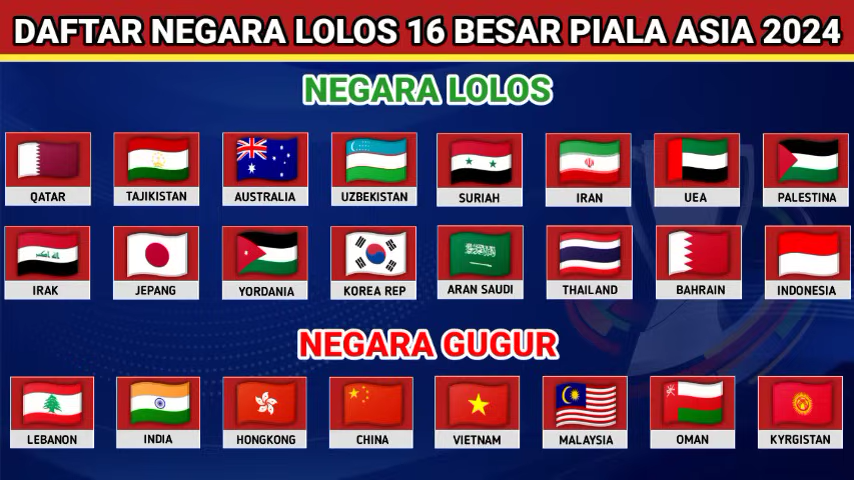 DAFTAR NEGARA LOLOS 16 BESAR PIALA ASIA 2024
NEGARA LOLOS
QATAR TAJIKISTAN AUSTRALIA UZBEKISTAN SURIAH IRAN UEA PALESTINA
IRAK JEPANG YORDANIA KOREA REP ARAN SAUDI THAILAND BAHRAIN INDONESIA
NEGARA GUGUR
LEBANON INDIA HONGKONG CHINA VIETNAM MALAYSIA OMAN KYRGISTAN